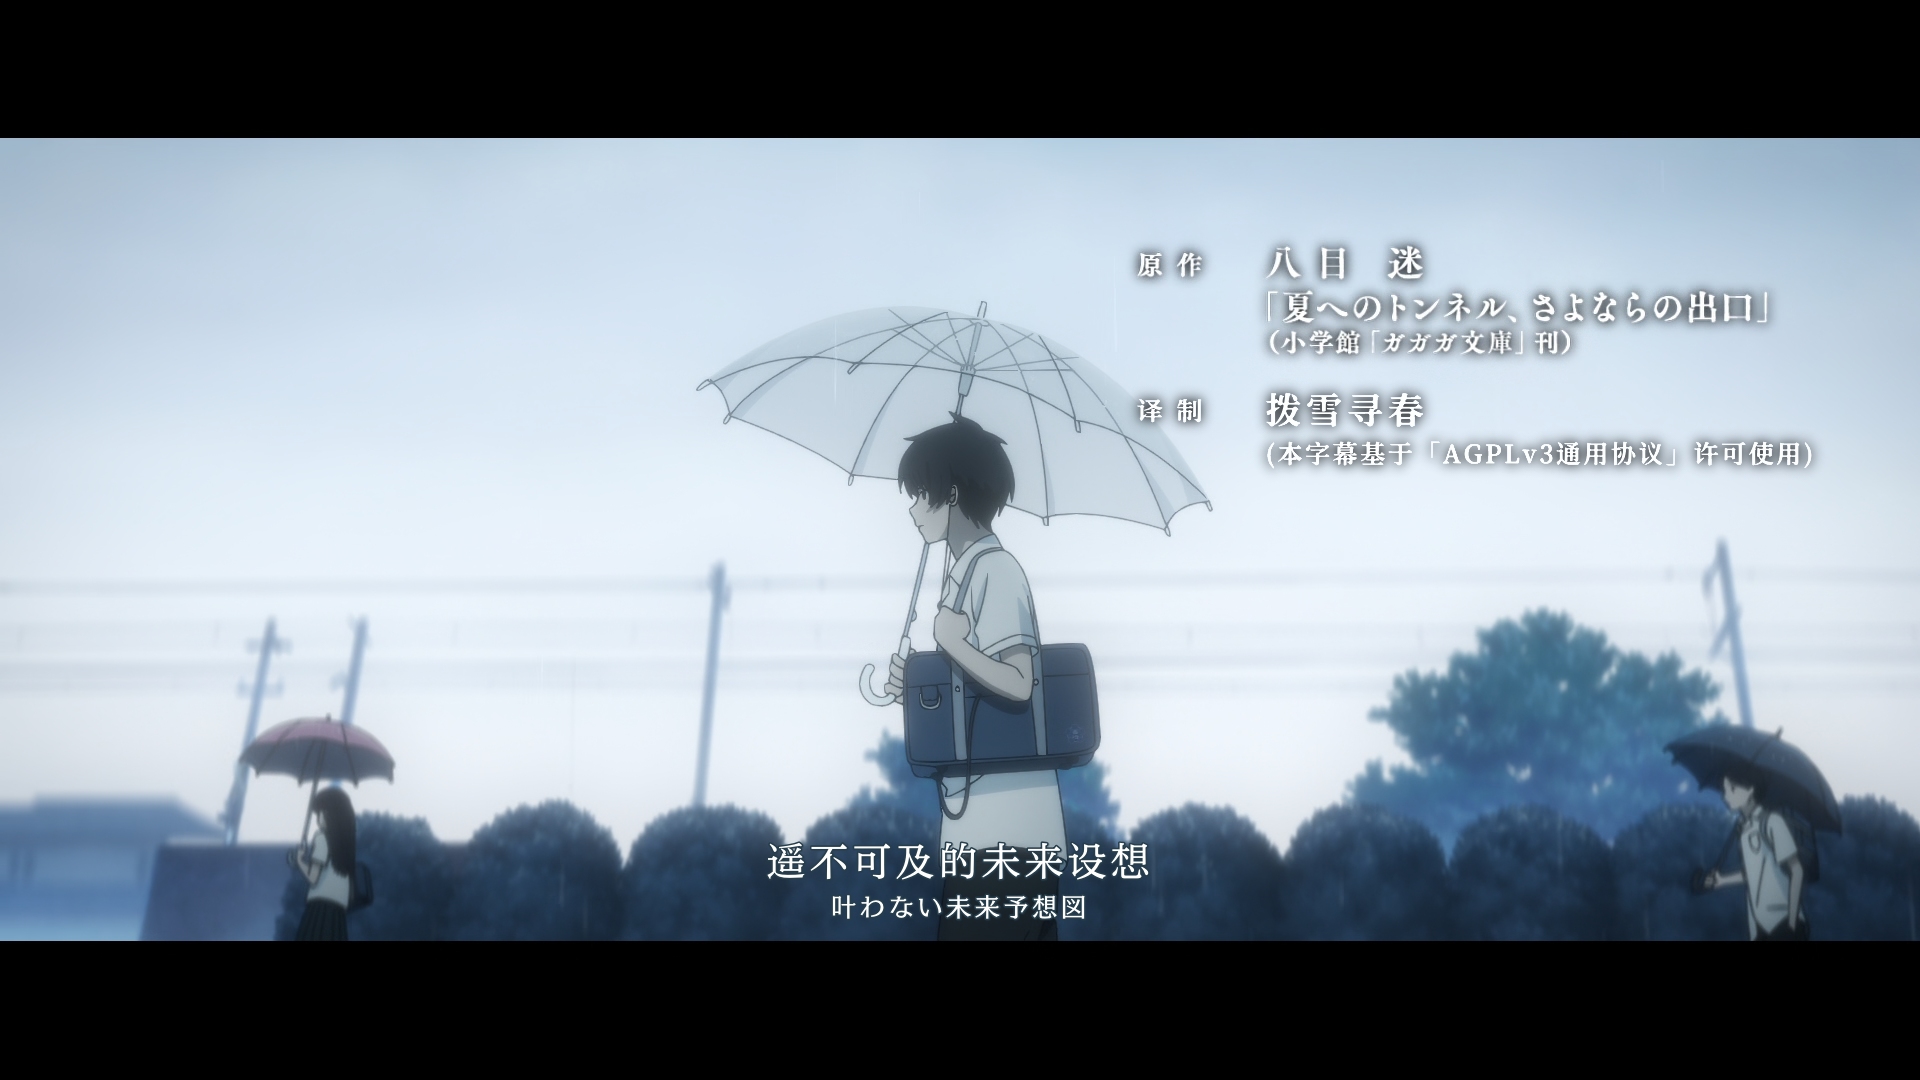 原作 八目 迷
「夏へのトンネル、さよならの出口」
(小学館「ガガガ文庫」刊)
译制 拨雪寻春
(本字幕基于「AGPLv3通用协议」许可使用)
遥不可及的未来设想
叶わない未来予想図